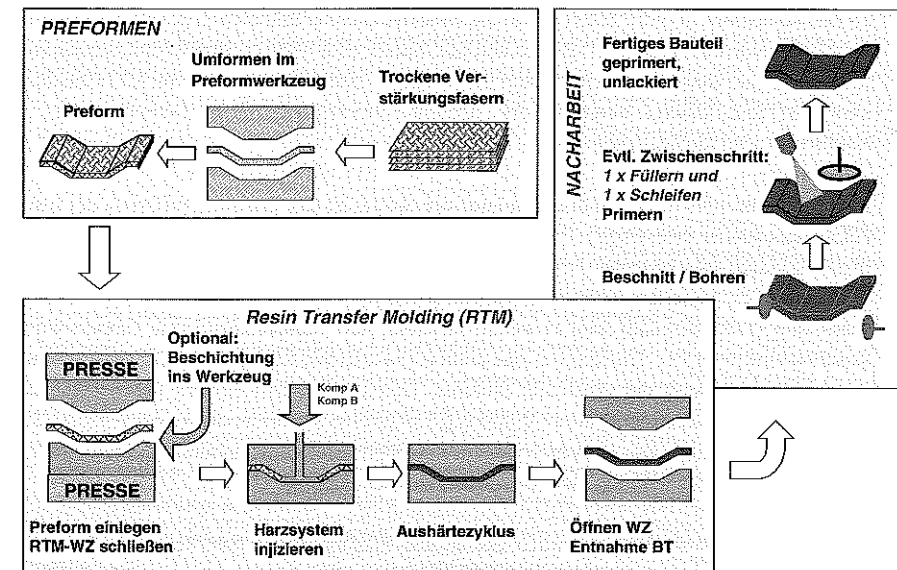 PREFORMEN
Umformen im
Preformwerkzeug
Trockene Ver-
stärkungsfasern
Preform
NACHARBEIT
Fertiges Bauteil
geprimert,
unlackiert
Evtl. Zwischenschritt:
1 x Füllern und
1 x Schleifen
Primern
Beschnitt / Bohren
Resin Transfer Molding (RTM)
Optional:
Beschichtung
ins Werkzeug
PRESSE
Komp A
Komp B
PRESSE
Preform einlegen
RTM-WZ schließen
Harzsystem
injizieren
Aushärtezyklus
Öffnen WZ
Entnahme BT